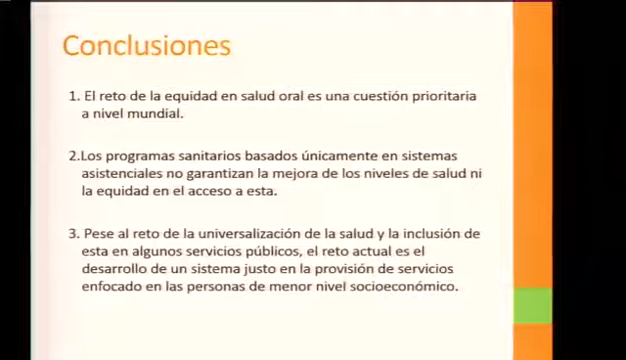 Conclusiones
1. El reto de la equidad en salud oral es una cuestión prioritaria
a nivel mundial.
2.Los programas sanitarios basados únicamente en sistemas
asistenciales no garantizan la mejora de los niveles de salud ni
la equidad en el acceso a esta.
3. Pese al reto de la universalización de la salud y la inclusión de
esta en algunos servicios públicos, el reto actual es el
desarrollo de un sistema justo en la provisión de servicios
enfocado en las personas de menor nivel socioeconómico.